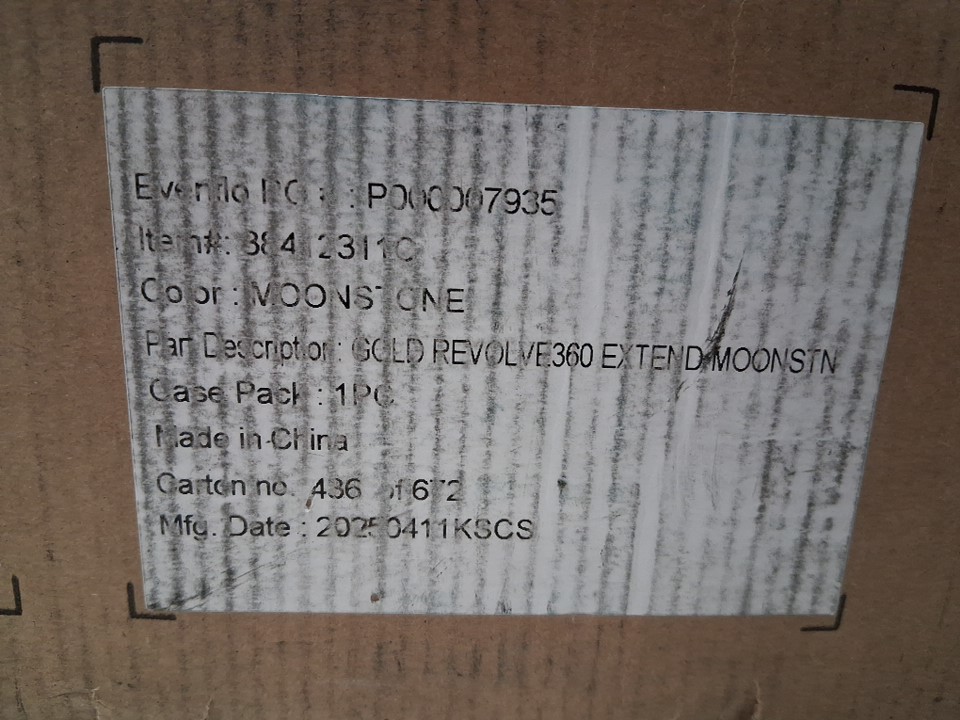 Evenflo PO # : P000007935
Item#: 38412311C
Color : MOONSTONE
Part Description : GOLD REVOLVE360 EXTEND MOONSTN
Case Pack : 1PC
Made in China
Carton no. 436 of 672
Mfg. Date : 20250411KSCS